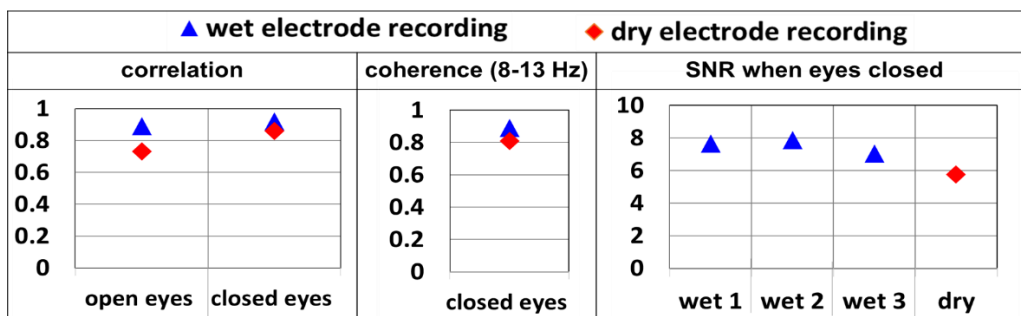 wet electrode recording dry electrode recording
correlation
coherence (8-13 Hz)
SNR when eyes closed
1
0.8
0.6
0.4
0.2
0
open eyes closed eyes
1
0.8
0.6
0.4
0.2
0
closed eyes
10
8
6
4
2
0
wet 1 wet 2 wet 3 dry